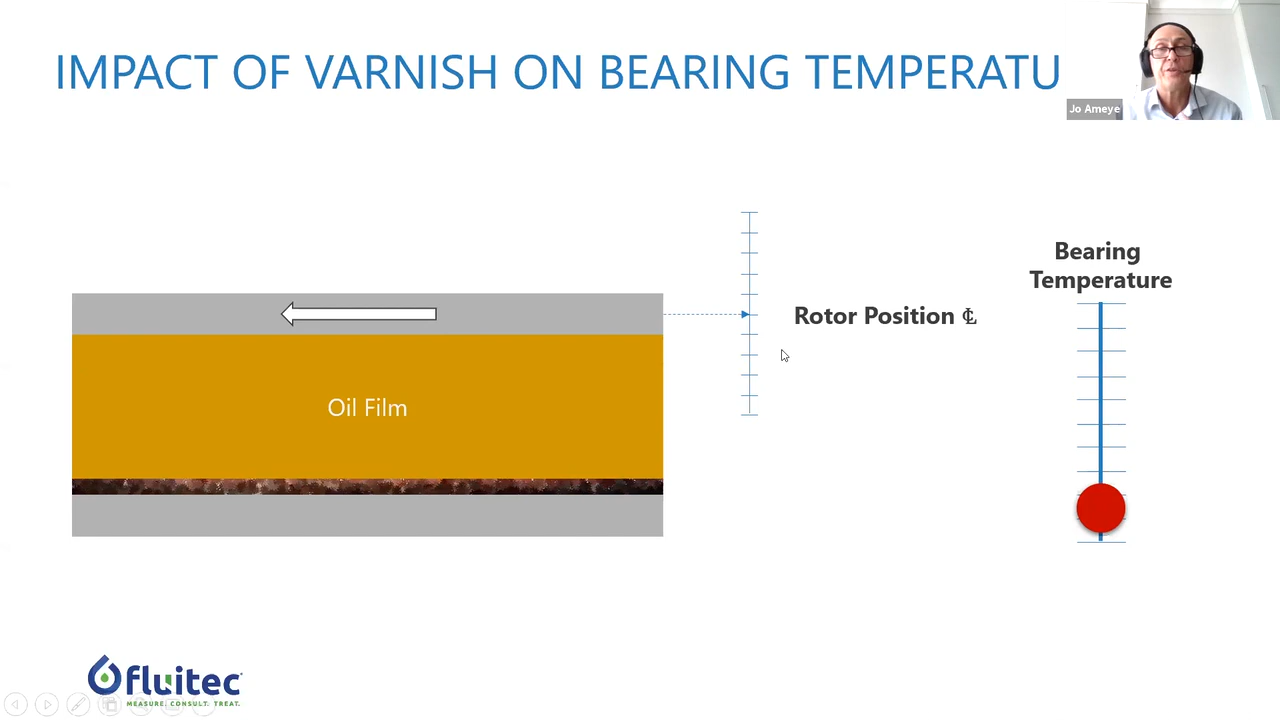 IMPACT OF VARNISH ON BEARING TEMPERATU
Jo Ameye
Bearing
Temperature
Rotor Position ℄
Oil Film
fluitec
MEASURE. CONSULT. TREAT.